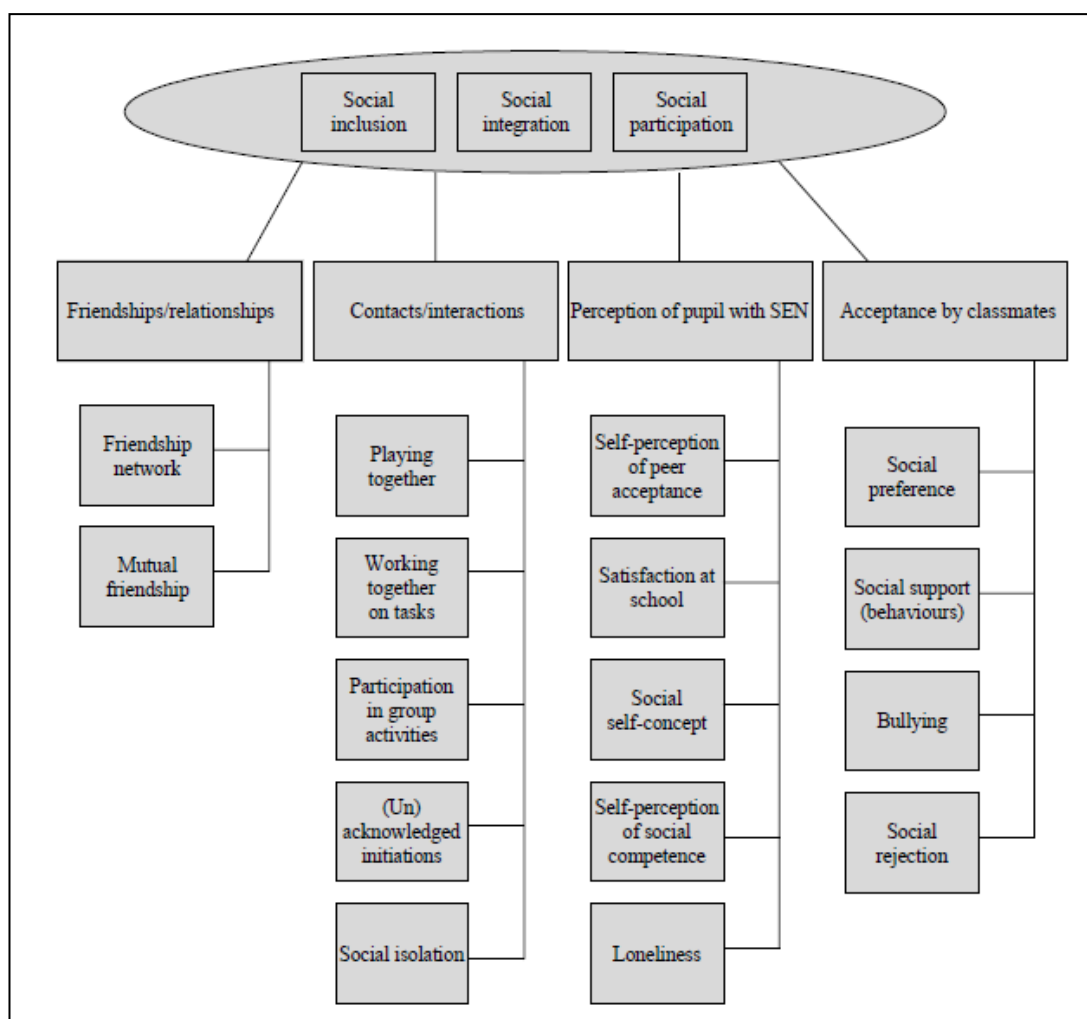 Social
inclusion
Social
integration
Social
participation
Friendships/relationships
Contacts/interactions
Perception of pupil with SEN
Acceptance by classmates
Friendship
network
Mutual
friendship
Playing
together
Working
together
on tasks
Participation
in group
activities
(Un)
acknowledged
initiations
Social isolation
Self-perception
of peer
acceptance
Satisfaction at
school
Social
self-concept
Self-perception
of social
competence
Loneliness
Social
preference
Social support
(behaviours)
Bullying
Social
rejection